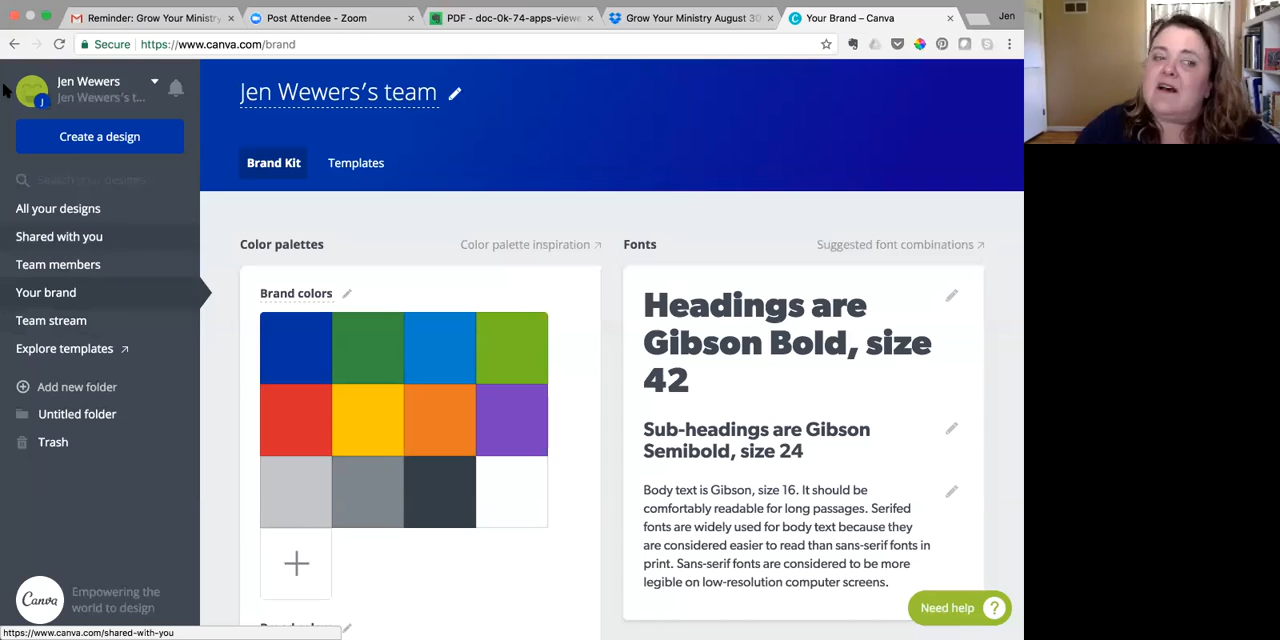 Reminder: Grow Your Ministry
Post Attendee - Zoom
PDF - doc-0k-74-apps-viewe
Grow Your Ministry August 30
Your Brand – Canva
Jen
Secure
https://www.canva.com/brand
Jen Wewers
Jen Wewers's t...
J
Create a design
Search your designs
All your designs
Shared with you
Team members
Your brand
Team stream
Explore templates
Add new folder
Untitled folder
Trash
Canva
Empowering the
world to design
https://www.canva.com/shared-with-you
Jen Wewers's team
Brand Kit
Templates
Color palettes
Color palette inspiration
Brand colors
Fonts
Suggested font combinations
Headings are
Gibson Bold, size
42
Sub-headings are Gibson
Semibold, size 24
Body text is Gibson, size 16. It should be
comfortably readable for long passages. Serifed
fonts are widely used for body text because they
are considered easier to read than sans-serif fonts in
print. Sans-serif fonts are considered to be more
legible on low-resolution computer screens.
Need help ?